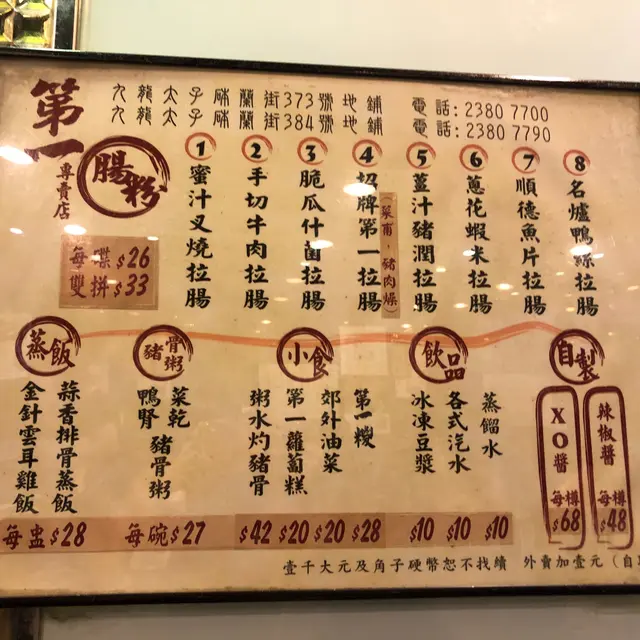 第一
腸粉
專賣店
九龍太子砵蘭街373號地鋪 電話:2380 7700
九龍太子砵蘭街384號地鋪 電話:2380 7790
每碟$26
雙拼$33
1 蜜汁叉燒拉腸
2 手切牛肉拉腸
3 脆瓜什菌拉腸
4 招牌第一拉腸
(菜甫,豬肉燥)
5 薑汁豬潤拉腸
6 蔥花蝦米拉腸
7 順德魚片拉腸
8 名爐鴨絲拉腸
蒸飯
蒜香排骨蒸飯
金針雲耳雞飯
每盅$28
豬骨粥
菜乾
鴨腎
豬骨粥
每碗$27
小食
第一糉
郊外油菜
第一蘿蔔糕
粥水灼豬骨
$42 $20 $20 $28
飲品
蒸餾水
各式汽水
冰凍豆漿
$10 $10 $10
自製
辣椒醬
每樽
$48
XO醬
每樽
$68
壹千大元及角子硬幣恕不找續 外賣加壹元(自